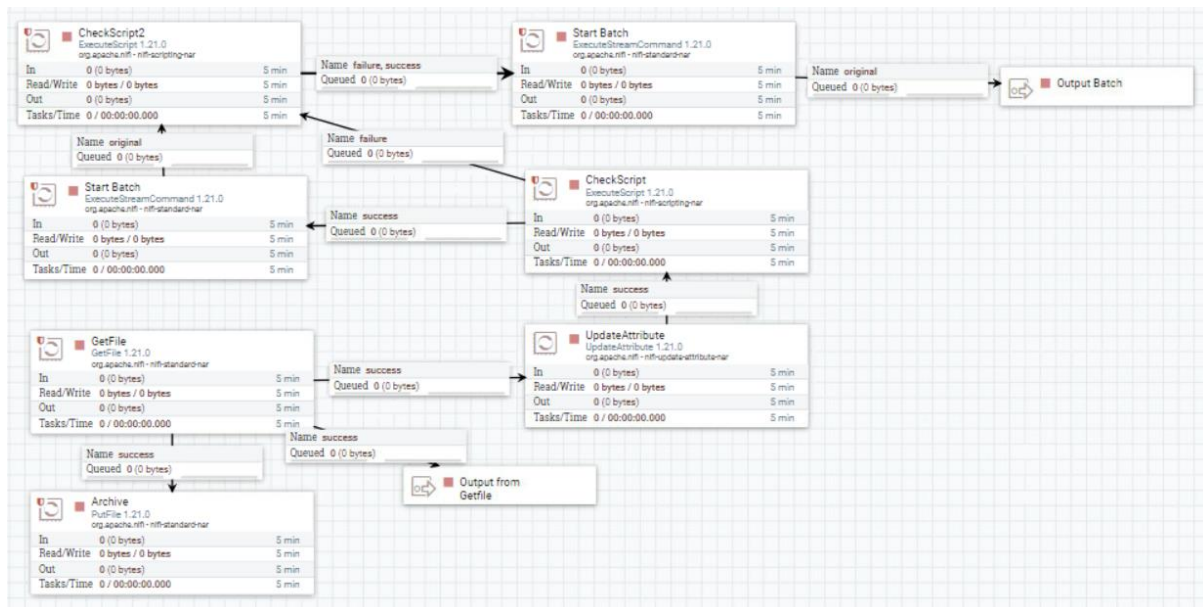 CheckScript2
ExecuteScript 1.21.0
org.apache.nifi - nifi-scripting-nar
In 0 (0 bytes) 5 min
Read/Write 0 bytes / 0 bytes 5 min
Out 0 (0 bytes) 5 min
Tasks/Time 0 / 00:00:00.000 5 min
Name failure, success
Queued 0 (0 bytes)
Start Batch
ExecuteStreamCommand 1.21.0
org.apache.nifi - nifi-standard-nar
In 0 (0 bytes) 5 min
Read/Write 0 bytes / 0 bytes 5 min
Out 0 (0 bytes) 5 min
Tasks/Time 0 / 00:00:00.000 5 min
Name original
Queued 0 (0 bytes)
Output Batch
Name original
Queued 0 (0 bytes)
Name failure
Queued 0 (0 bytes)
Start Batch
ExecuteStreamCommand 1.21.0
org.apache.nifi - nifi-standard-nar
In 0 (0 bytes) 5 min
Read/Write 0 bytes / 0 bytes 5 min
Out 0 (0 bytes) 5 min
Tasks/Time 0 / 00:00:00.000 5 min
Name success
Queued 0 (0 bytes)
CheckScript
ExecuteScript 1.21.0
org.apache.nifi - nifi-scripting-nar
In 0 (0 bytes) 5 min
Read/Write 0 bytes / 0 bytes 5 min
Out 0 (0 bytes) 5 min
Tasks/Time 0 / 00:00:00.000 5 min
Name success
Queued 0 (0 bytes)
GetFile
GetFile 1.21.0
org.apache.nifi - nifi-standard-nar
In 0 (0 bytes) 5 min
Read/Write 0 bytes / 0 bytes 5 min
Out 0 (0 bytes) 5 min
Tasks/Time 0 / 00:00:00.000 5 min
Name success
Queued 0 (0 bytes)
UpdateAttribute
UpdateAttribute 1.21.0
org.apache.nifi - nifi-update-attribute-nar
In 0 (0 bytes) 5 min
Read/Write 0 bytes / 0 bytes 5 min
Out 0 (0 bytes) 5 min
Tasks/Time 0 / 00:00:00.000 5 min
Name success
Queued 0 (0 bytes)
Name success
Queued 0 (0 bytes)
Output from
Getfile
Archive
PutFile 1.21.0
org.apache.nifi - nifi-standard-nar
In 0 (0 bytes) 5 min
Read/Write 0 bytes / 0 bytes 5 min
Out 0 (0 bytes) 5 min
Tasks/Time 0 / 00:00:00.000 5 min